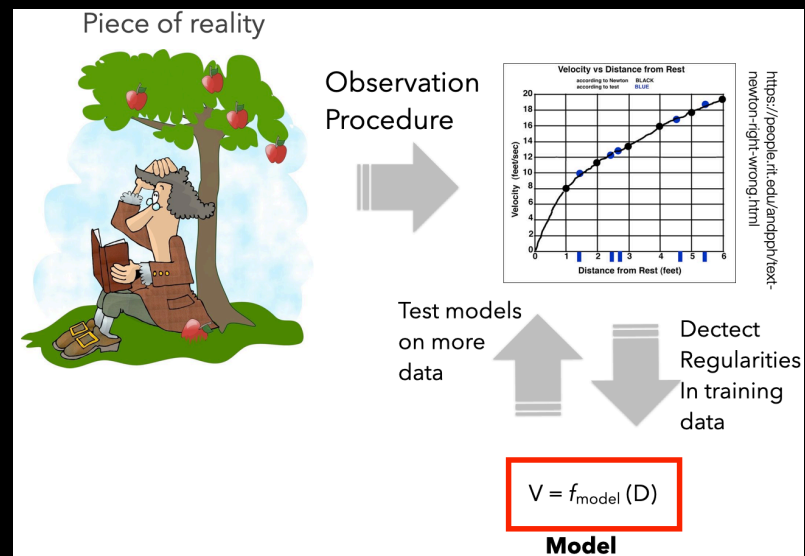 Piece of reality
Observation
Procedure
Velocity vs Distance from Rest
according to Newton BLACK
according to test BLUE
20
18
16
14
12
10
8
6
4
2
0
Velocity (feet/sec)
0 1 2 3 4 5 6
Distance from Rest (feet)
https://people.rit.edu/andpph/text-
newton-right-wrong.html
Test models
on more
data
Dectect
Regularities
In training
data
V = fmodel (D)
Model